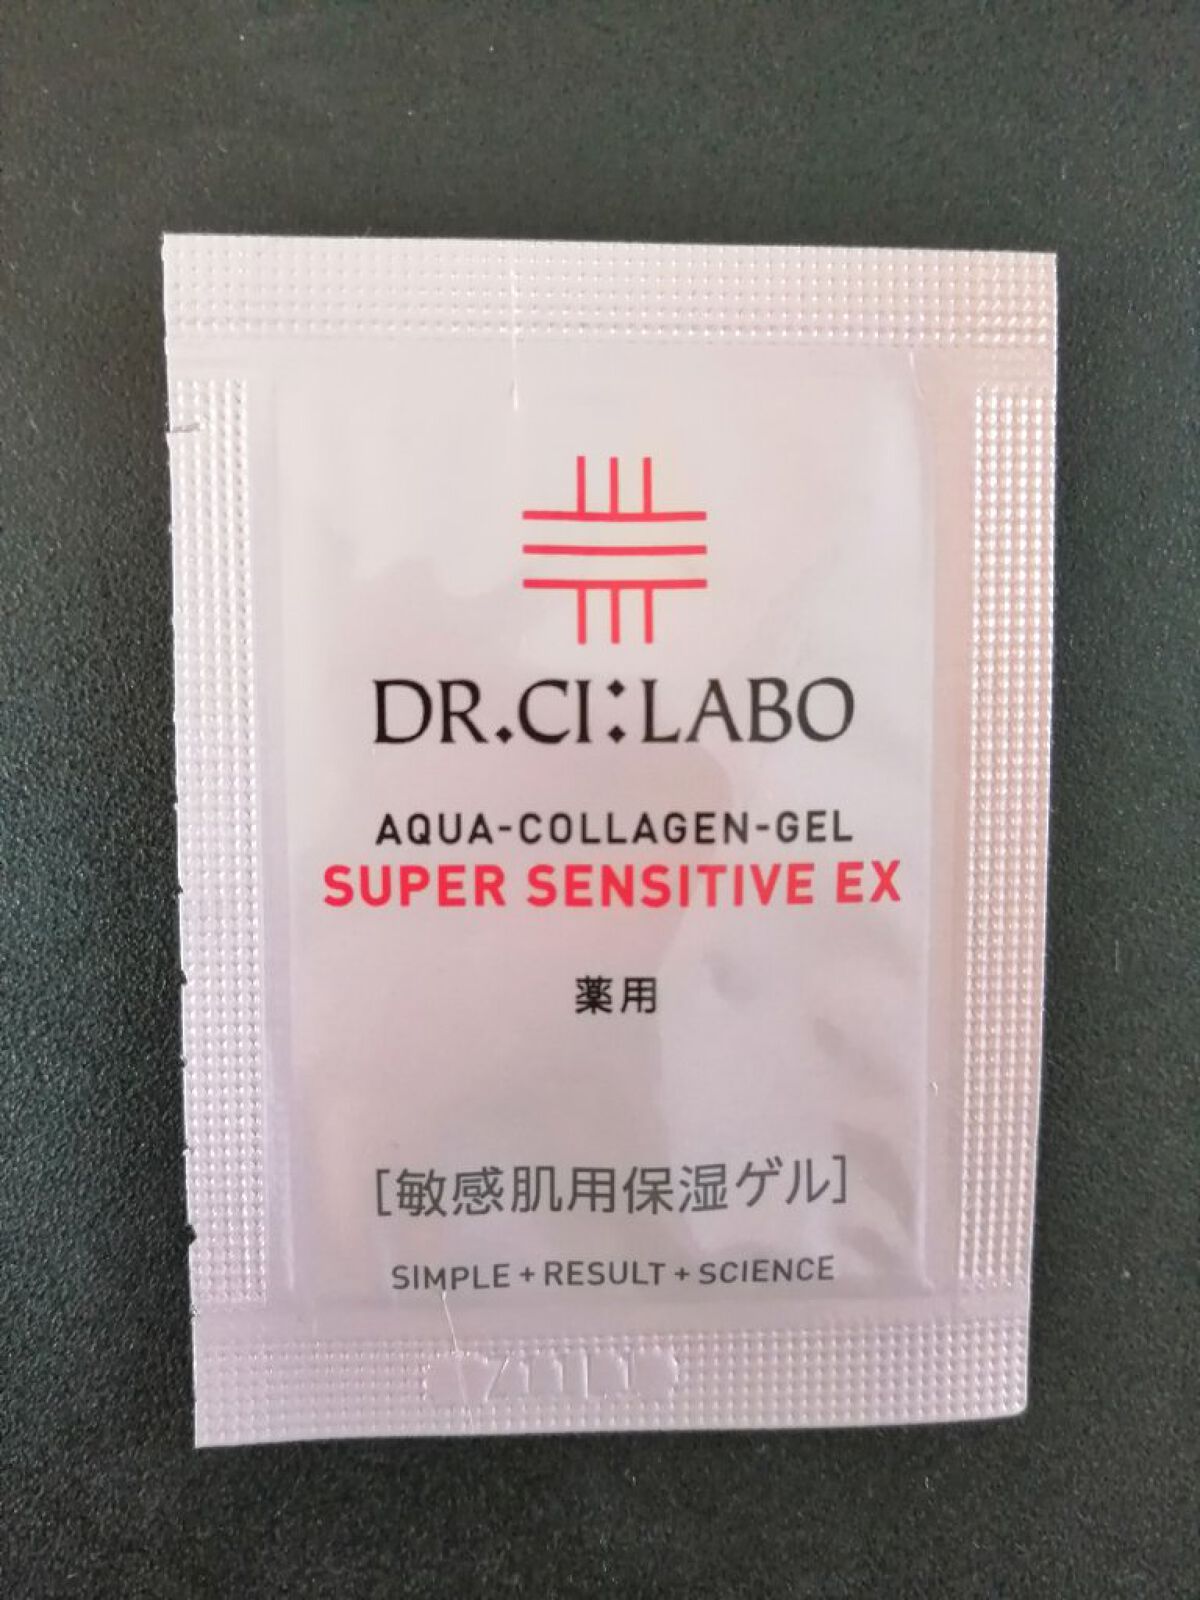 DR.CI:LABO
AQUA-COLLAGEN-GEL
SUPER SENSITIVE EX
薬用
[敏感肌用保湿ゲル]
SIMPLE + RESULT + SCIENCE